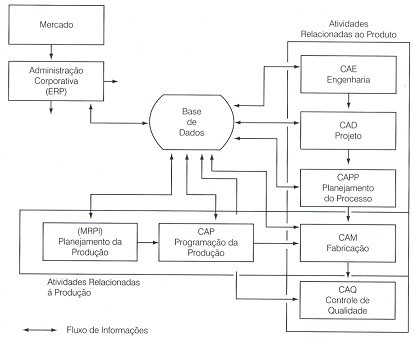 Mercado
Administração
Corporativa
(ERP)
Base
de
Dados
Atividades
Relacionadas ao Produto
CAE
Engenharia
CAD
Projeto
CAPP
Planejamento
do Processo
(MRPI)
Planejamento da
Produção
CAP
Programação da
Produção
CAM
Fabricação
Atividades Relacionadas
á Produção
CAQ
Controle de
Qualidade
Fluxo de Informações